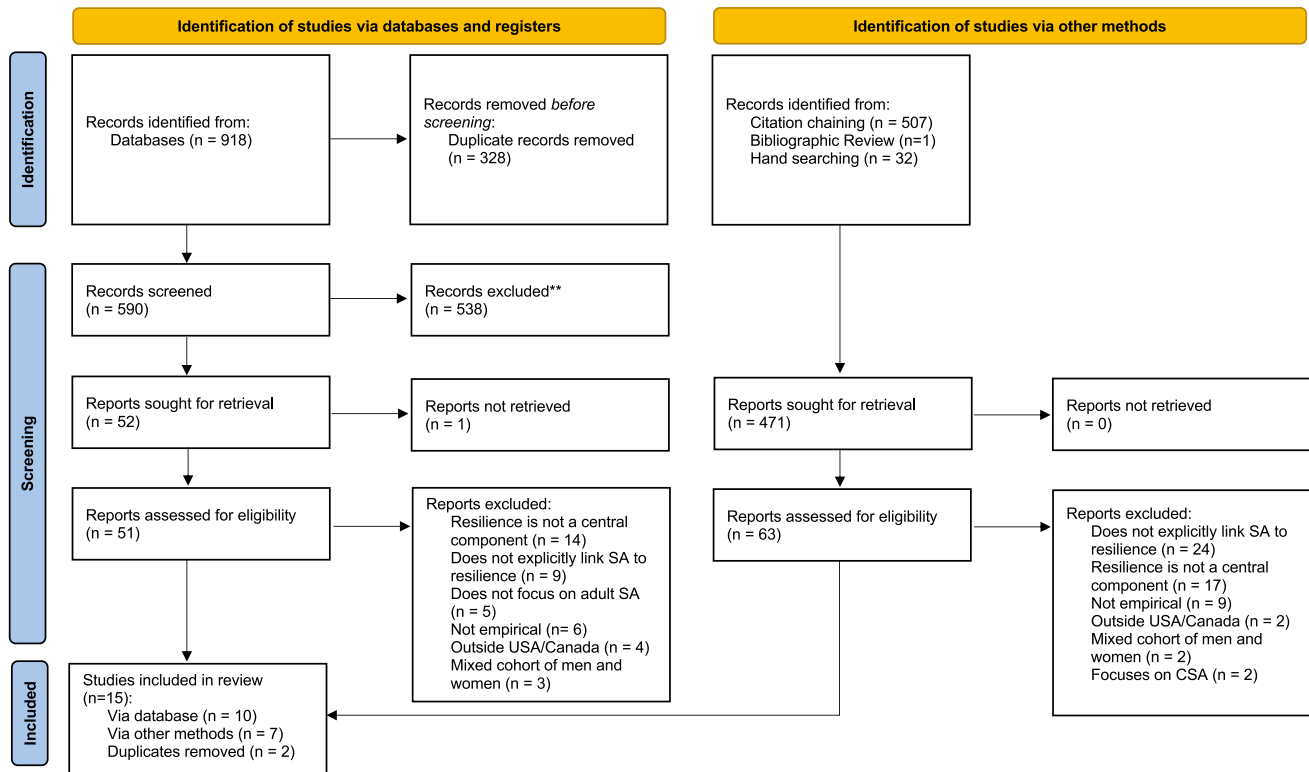 Identification of studies via databases and registers
Identification of studies via other methods
Identification
Records identified from:
Databases (n = 918)
Records removed before
screening:
Duplicate records removed
(n = 328)
Records identified from:
Citation chaining (n = 507)
Bibliographic Review (n=1)
Hand searching (n = 32)
Screening
Records screened
(n = 590)
Records excluded**
(n = 538)
Reports sought for retrieval
(n = 52)
Reports not retrieved
(n = 1)
Reports sought for retrieval
(n = 471)
Reports not retrieved
(n = 0)
Reports assessed for eligibility
(n = 51)
Reports excluded:
Resilience is not a central
component (n = 14)
Does not explicitly link SA to
resilience (n = 9)
Does not focus on adult SA
(n = 5)
Not empirical (n= 6)
Outside USA/Canada (n = 4)
Mixed cohort of men and
women (n = 3)
Reports assessed for eligibility
(n = 63)
Reports excluded:
Does not explicitly link SA to
resilience (n = 24)
Resilience is not a central
component (n = 17)
Not empirical (n = 9)
Outside USA/Canada (n = 2)
Mixed cohort of men and
women (n = 2)
Focuses on CSA (n = 2)
Included
Studies included in review
(n=15):
Via database (n = 10)
Via other methods (n = 7)
Duplicates removed (n = 2)